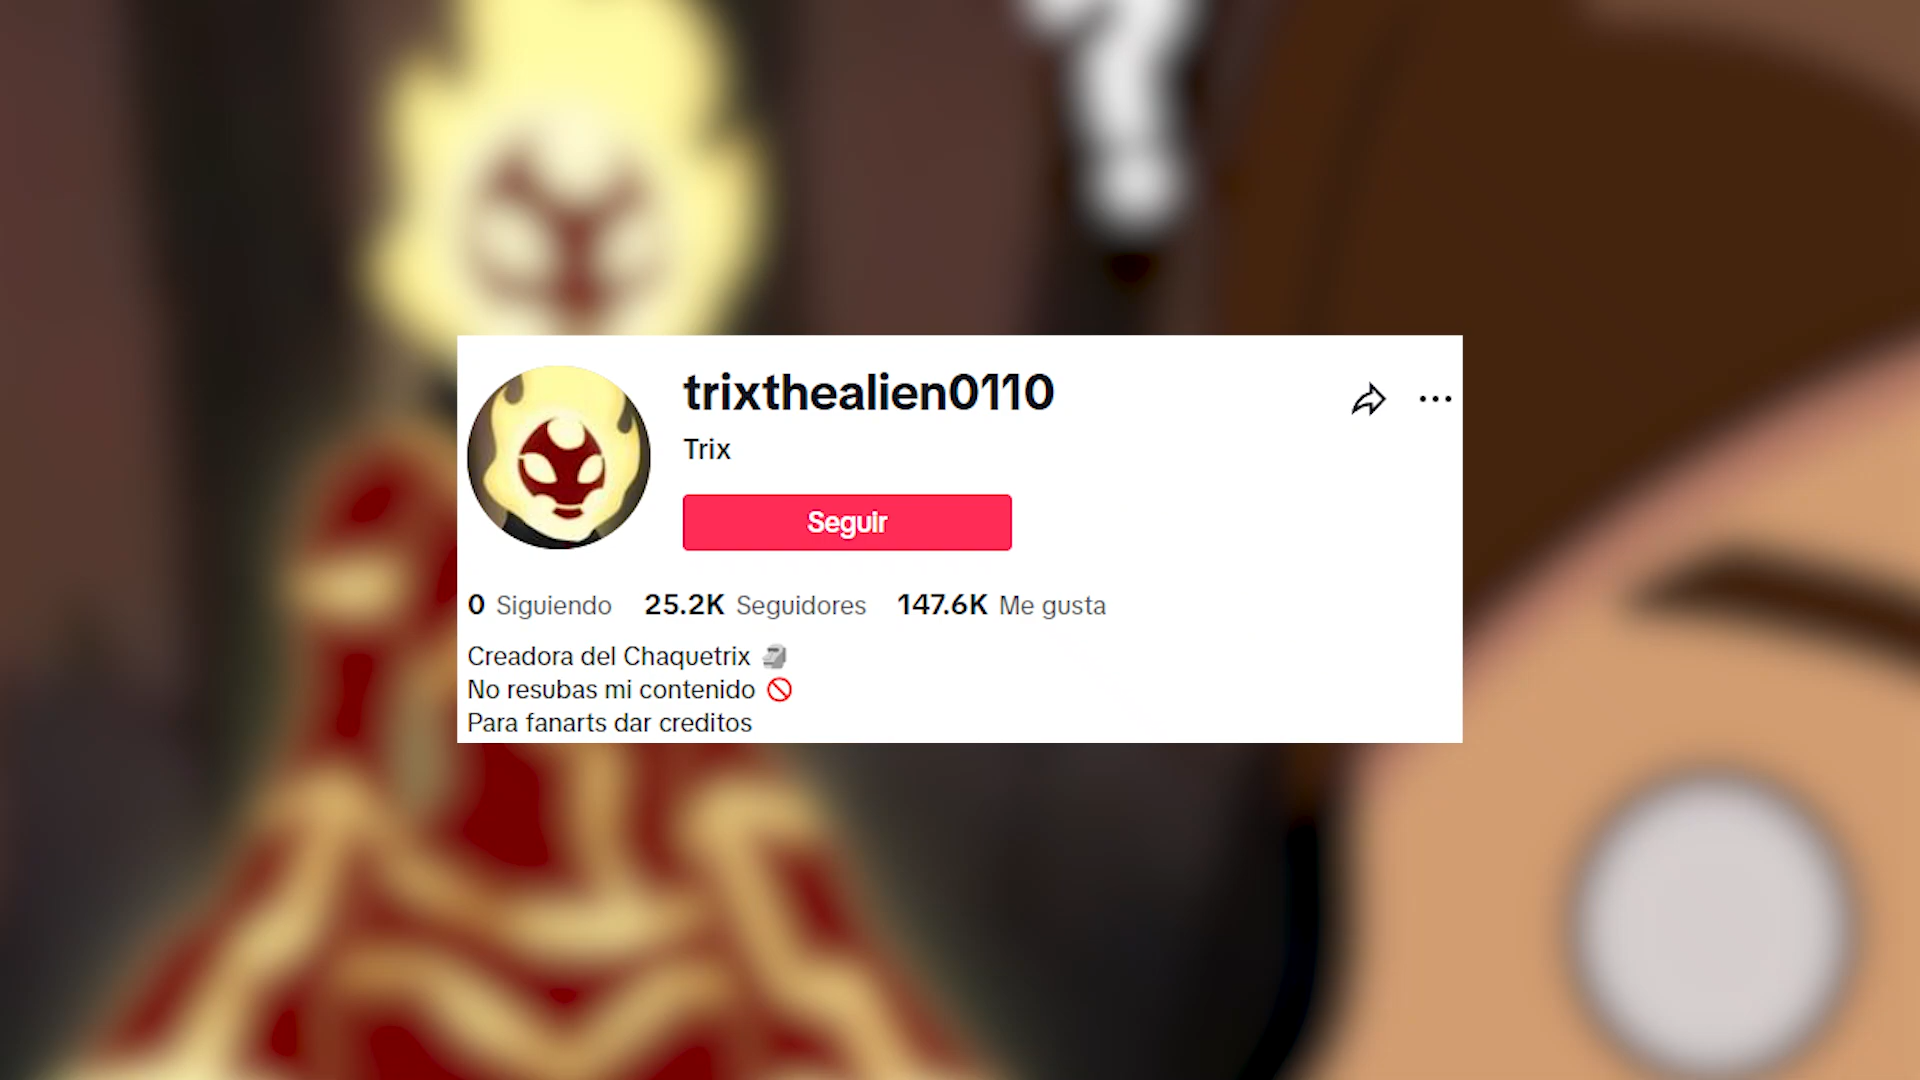 ?
trixthealien0110
Trix
Seguir
0 Siguiendo 25.2K Seguidores 147.6K Me gusta
Creadora del Chaquetrix 🗿
No resubas mi contenido 🚫
Para fanarts dar creditos